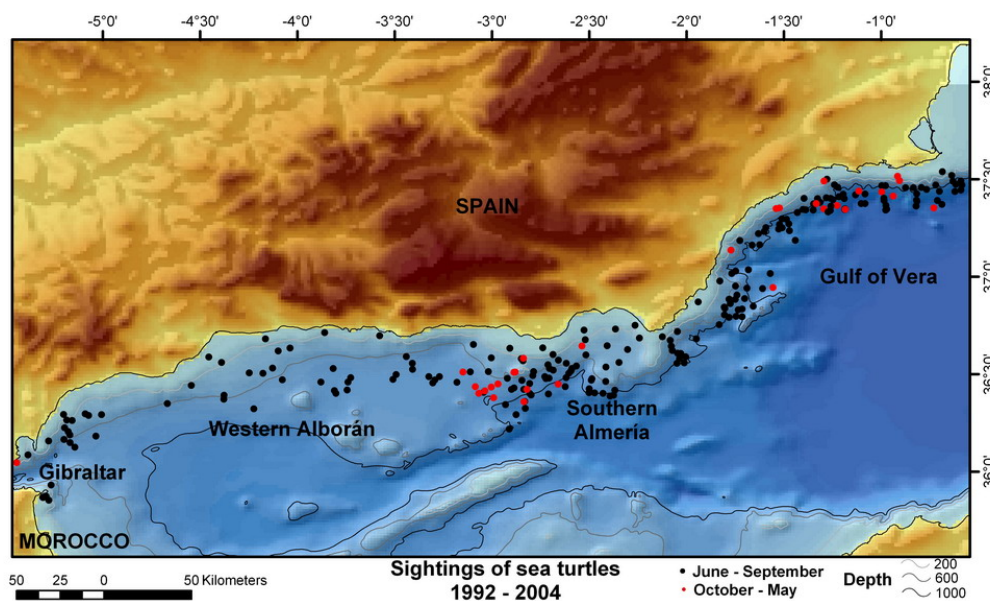 -5°0' -4°30' -4°0' -3°30' -3°0' -2°30' -2°0' -1°30' -1°0'
38°0'
37°30'
37°0'
36°30'
36°0'
SPAIN
Gulf of Vera
Southern
Almería
Western Alborán
Gibraltar
MOROCCO
50 25 0 50 Kilometers
Sightings of sea turtles
1992 - 2004
June - September
October - May
Depth
200
600
1000